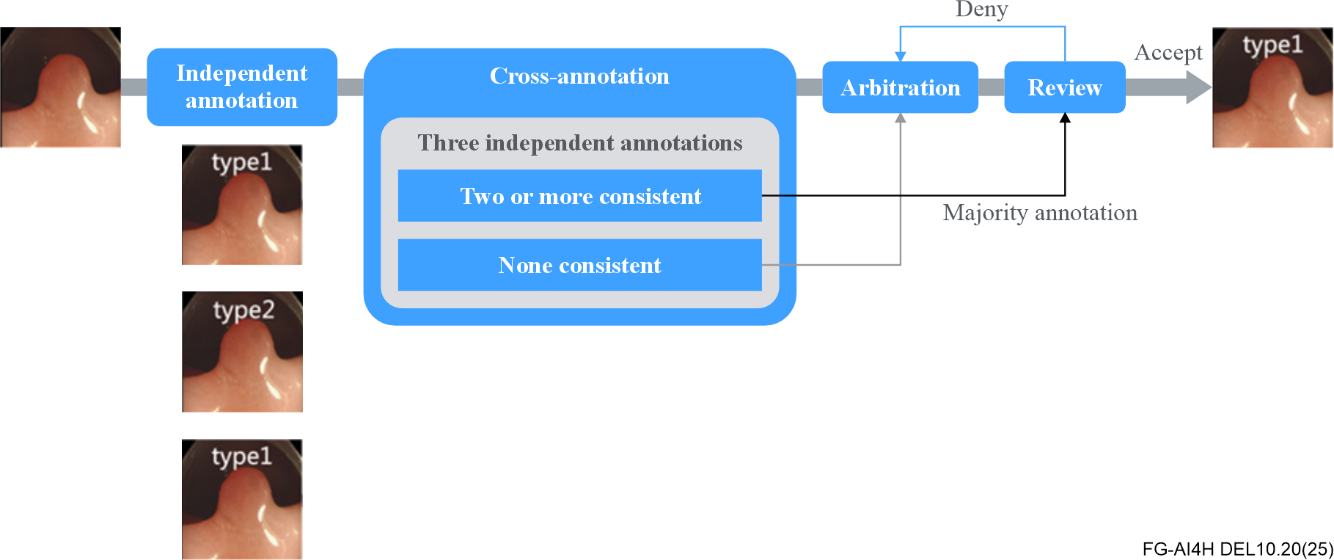 Deny
Accept
type1
Independent
annotation
Cross-annotation
Arbitration
Review
Three independent annotations
type1
Two or more consistent
Majority annotation
None consistent
type2
type1
FG-AI4H DEL10.20(25)